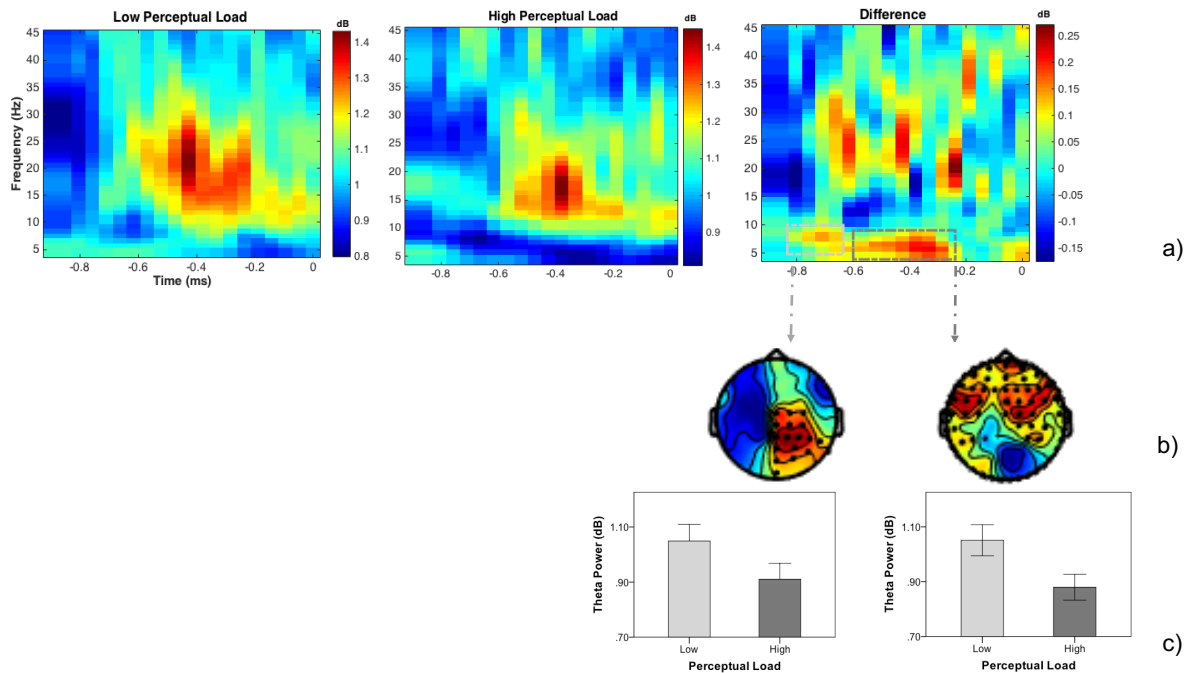 Low Perceptual Load
High Perceptual Load
Difference
dB
dB
dB
Frequency (Hz)
45
40
35
30
25
20
15
10
5
1.4
1.3
1.2
1.1
1
0.9
0.8
-0.8 -0.6 -0.4 -0.2 0
Time (ms)
45
40
35
30
25
20
15
10
5
1.4
1.3
1.2
1.1
1
0.9
-0.8 -0.6 -0.4 -0.2 0
45
40
35
30
25
20
15
10
5
0.25
0.2
0.15
0.1
0.05
0
-0.05
-0.1
-0.15
-0.8 -0.6 -0.4 -0.2 0
a)
b)
Theta Power (dB)
1.10
.90
.70
Low High
Perceptual Load
Theta Power (dB)
1.10
.90
.70
Low High
Perceptual Load
c)